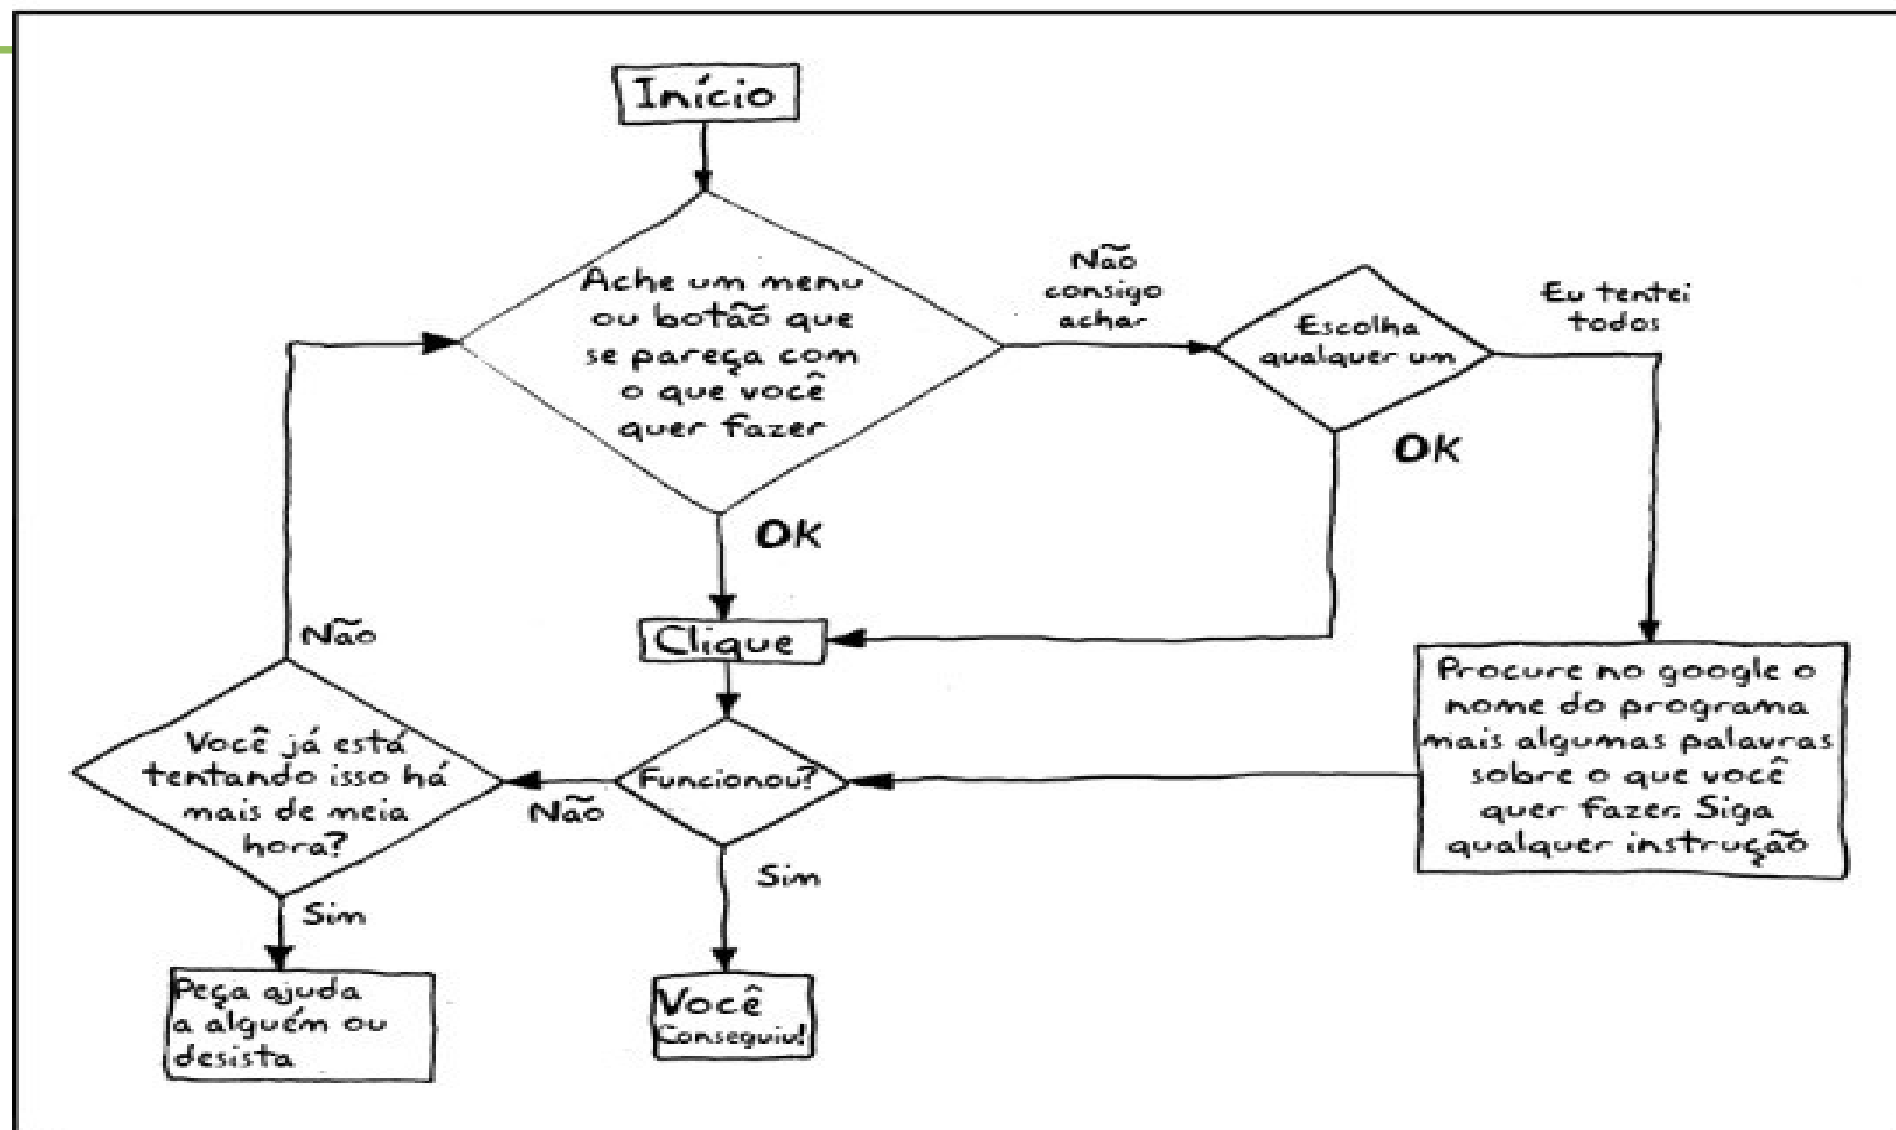 Início
Ache um menu
ou botão que
se pareça com
o que você
quer fazer
Não
consigo
achar
Escolha
qualquer um
Eu tentei
todos
OK
OK
Clique
Não
Procure no google o
nome do programa
mais algumas palavras
sobre o que você
quer fazer. Siga
qualquer instrução
Você já está
tentando isso há
mais de meia
hora?
Não
Funcionou?
Sim
Sim
Peça ajuda
a alguém ou
desista
Você
Conseguiu!